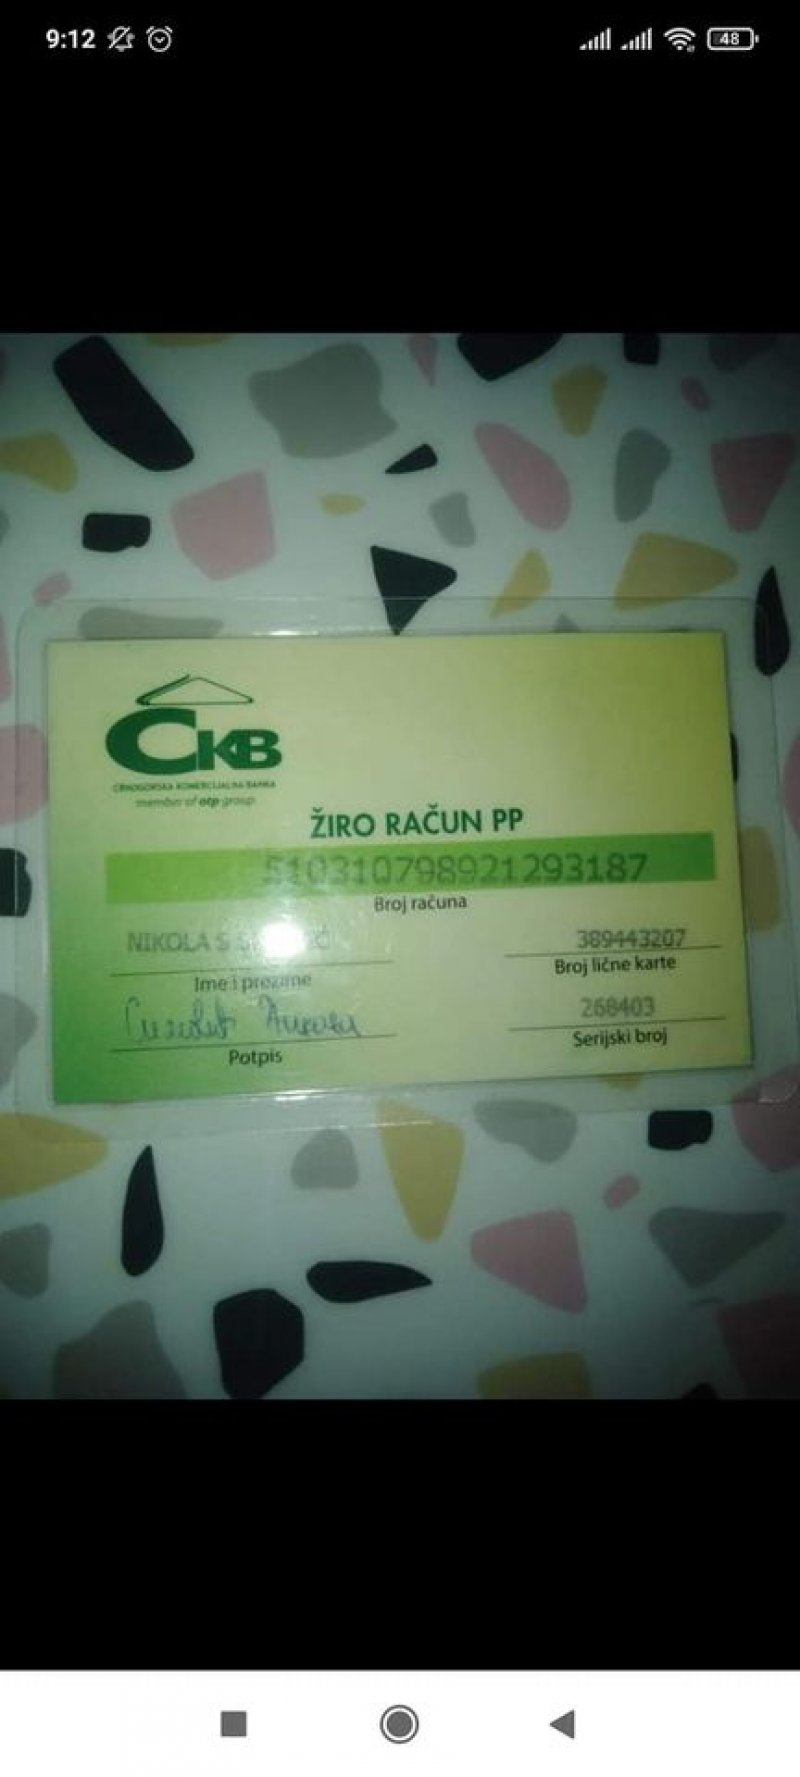 9:12
48
ČKB
CRNOGORSKA KOMERCIJALNA BANKA
member of otp group
ŽIRO RAČUN PP
510310798921293187
Broj računa
NIKOLA S
389443207
Ime i prezime
Broj lične karte
268403
Potpis
Serijski broj